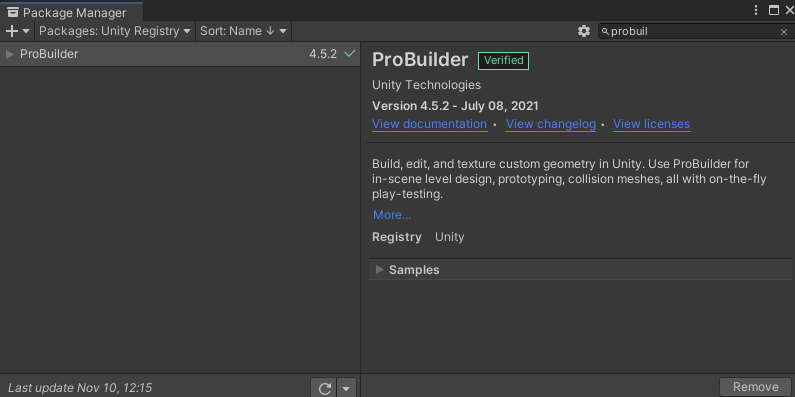 Package Manager
+ Packages: Unity Registry Sort: Name ↓ probuil
ProBuilder 4.5.2
ProBuilder Verified
Unity Technologies
Version 4.5.2 - July 08, 2021
View documentation • View changelog • View licenses
Build, edit, and texture custom geometry in Unity. Use ProBuilder for
in-scene level design, prototyping, collision meshes, all with on-the-fly
play-testing.
More...
Registry Unity
Samples
Last update Nov 10, 12:15
Remove